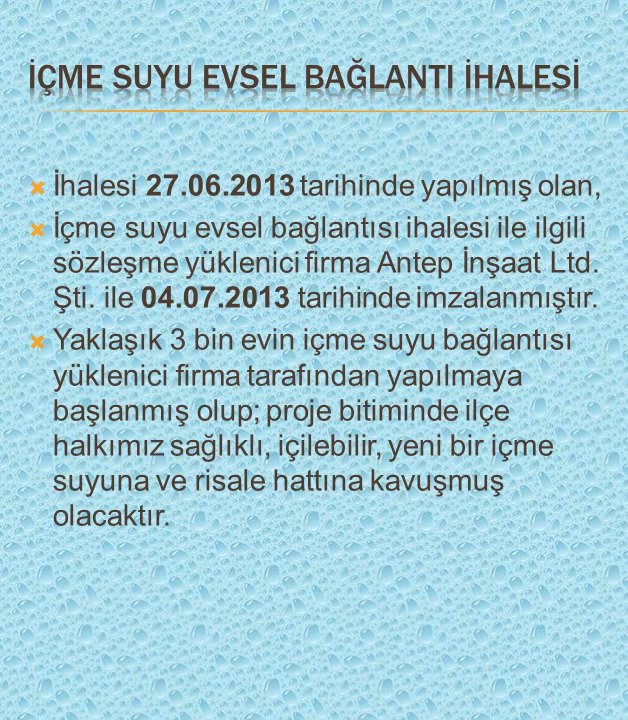 İÇME SUYU EVSEL BAĞLANTI İHALESİ
İhalesi 27.06.2013 tarihinde yapılmış olan,
İçme suyu evsel bağlantısı ihalesi ile ilgili
sözleşme yüklenici firma Antep İnşaat Ltd.
Şti. ile 04.07.2013 tarihinde imzalanmıştır.
Yaklaşık 3 bin evin içme suyu bağlantısı
yüklenici firma tarafından yapılmaya
başlanmış olup; proje bitiminde ilçe
halkımız sağlıklı, içilebilir, yeni bir içme
suyuna ve risale hattına kavuşmuş
olacaktır.